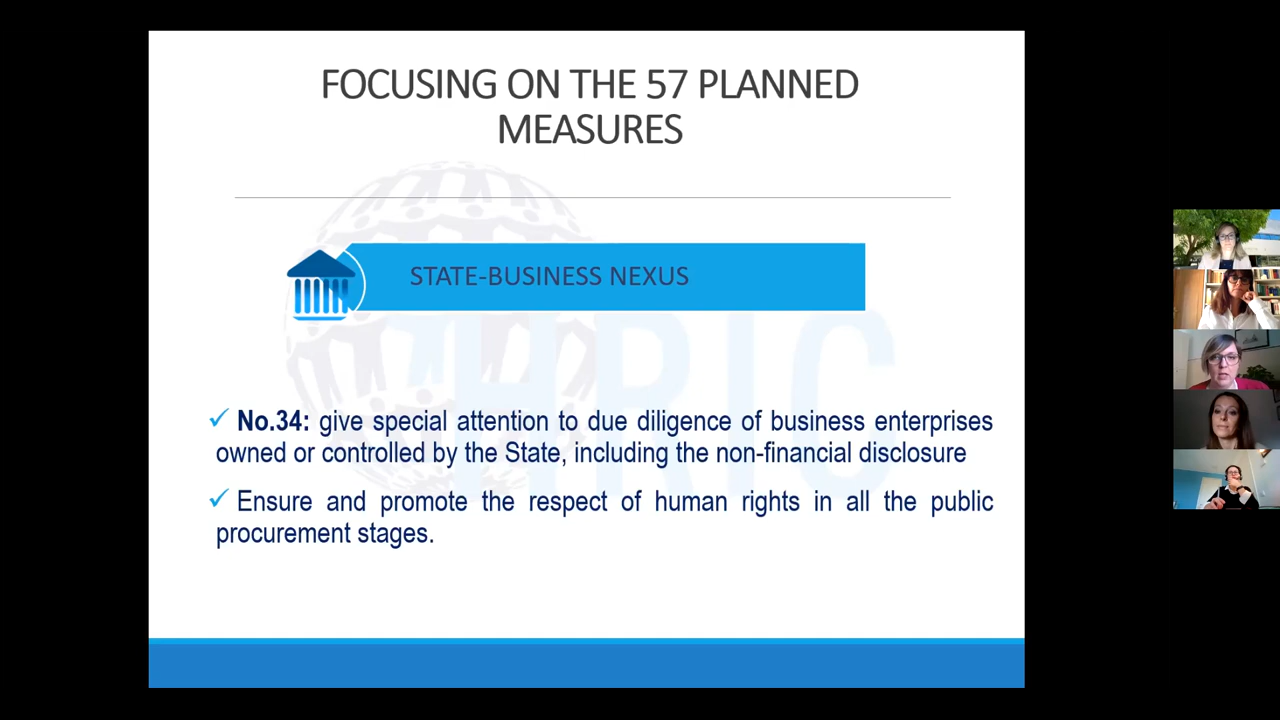 FOCUSING ON THE 57 PLANNED
MEASURES
STATE-BUSINESS NEXUS
HRIC
✓ No.34: give special attention to due diligence of business enterprises
owned or controlled by the State, including the non-financial disclosure
✓ Ensure and promote the respect of human rights in all the public
procurement stages.